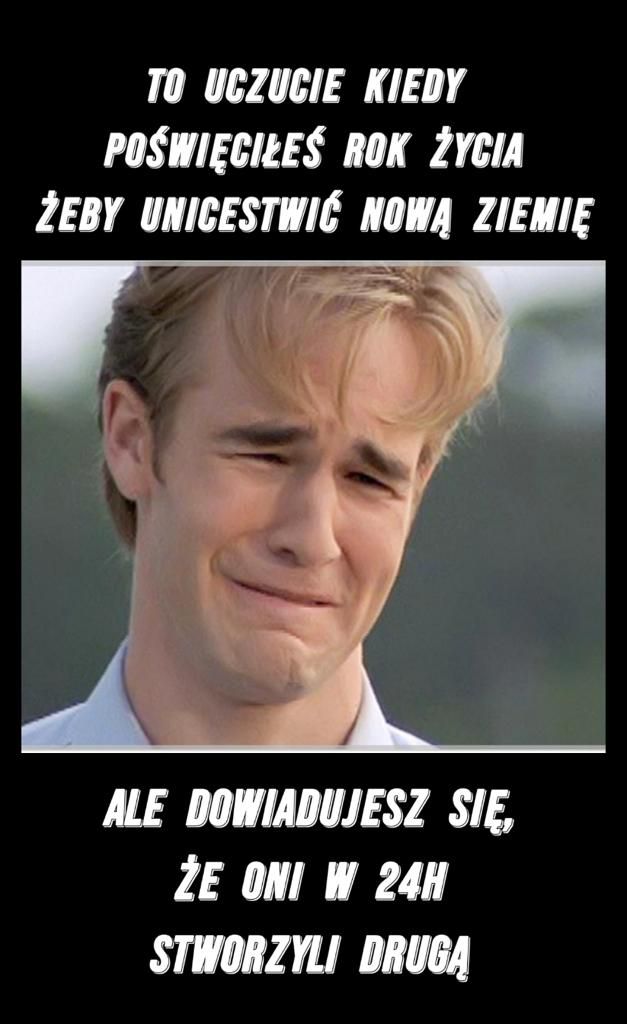 TO UCZUCIE KIEDY
POŚWIĘCIŁEŚ ROK ŻYCIA
ŻEBY UNICESTWIĆ NOWĄ ZIEMIĘ
ALE DOWIADUJESZ SIĘ,
ŻE ONI W 24H
STWORZYLI DRUGĄ